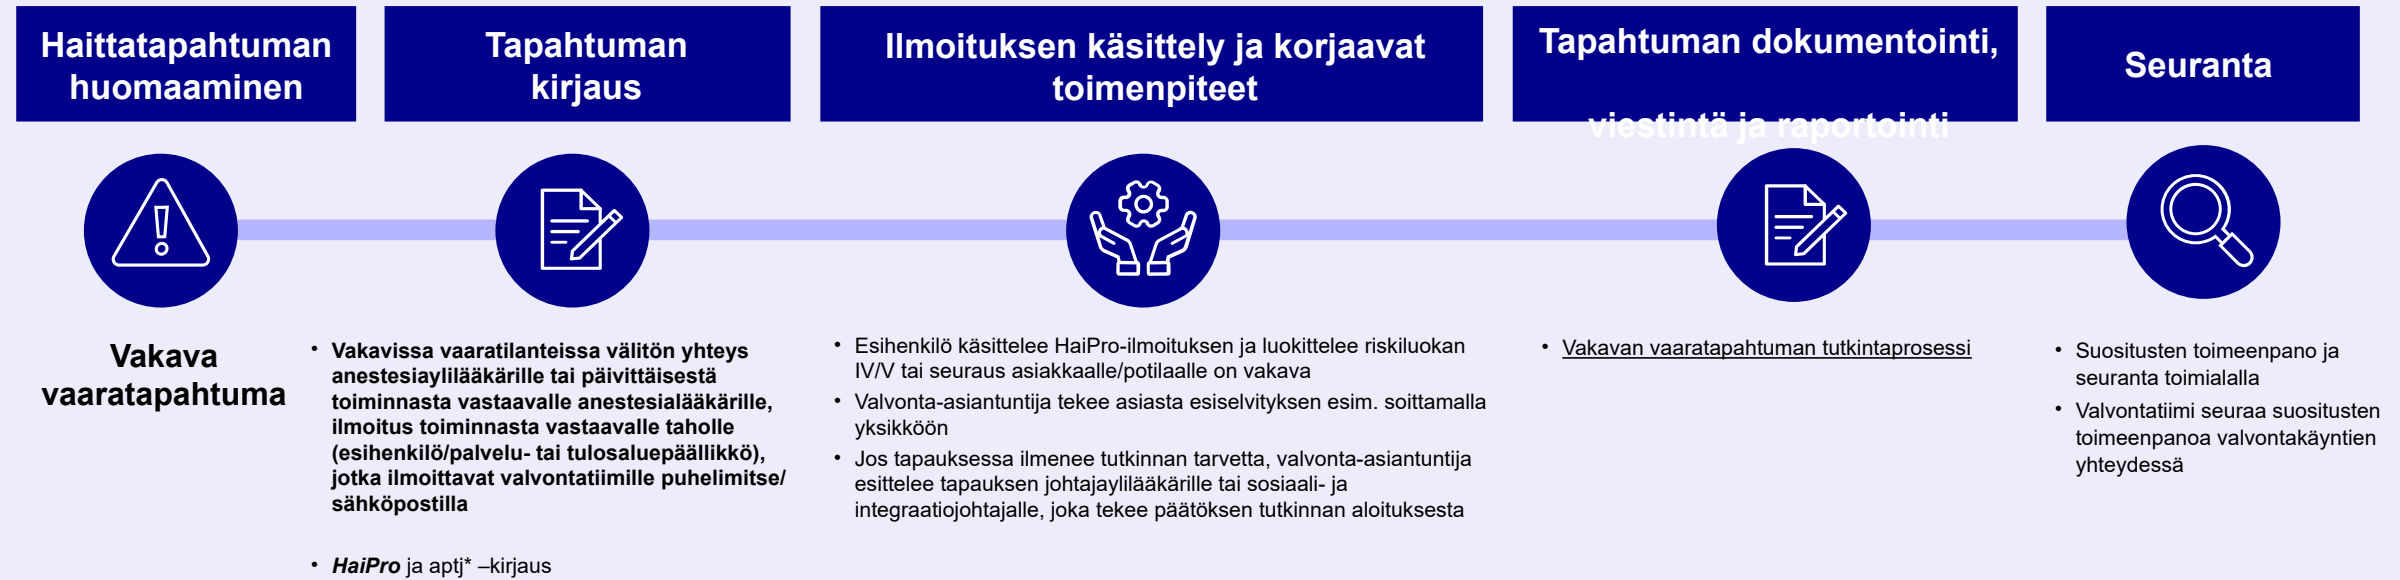 Haittatapahtuman
huomaaminen
Tapahtuman
kirjaus
Ilmoituksen käsittely ja korjaavat
toimenpiteet
Tapahtuman dokumentointi,
viestintä ja raportointi
Seuranta
Vakava
vaaratapahtuma
• Vakavissa vaaratilanteissa välitön yhteys
anestesiaylilääkärille tai päivittäisestä
toiminnasta vastaavalle anestesialääkärille,
ilmoitus toiminnasta vastaavalle taholle
(esihenkilö/palvelu- tai tulosaluepäällikkö),
jotka ilmoittavat valvontatiimille puhelimitse/
sähköpostilla
• HaiPro ja aptj* –kirjaus
• Esihenkilö käsittelee HaiPro-ilmoituksen ja luokittelee riskiluokan
IV/V tai seuraus asiakkaalle/potilaalle on vakava
• Valvonta-asiantuntija tekee asiasta esiselvityksen esim. soittamalla
yksikköön
• Jos tapauksessa ilmenee tutkinnan tarvetta, valvonta-asiantuntija
esittelee tapauksen johtajaylilääkärille tai sosiaali- ja
integraatiojohtajalle, joka tekee päätöksen tutkinnan aloituksesta
• Vakavan vaaratapahtuman tutkintaprosessi
• Suositusten toimeenpano ja
seuranta toimialalla
• Valvontatiimi seuraa suositusten
toimeenpanoa valvontakäyntien
yhteydessä